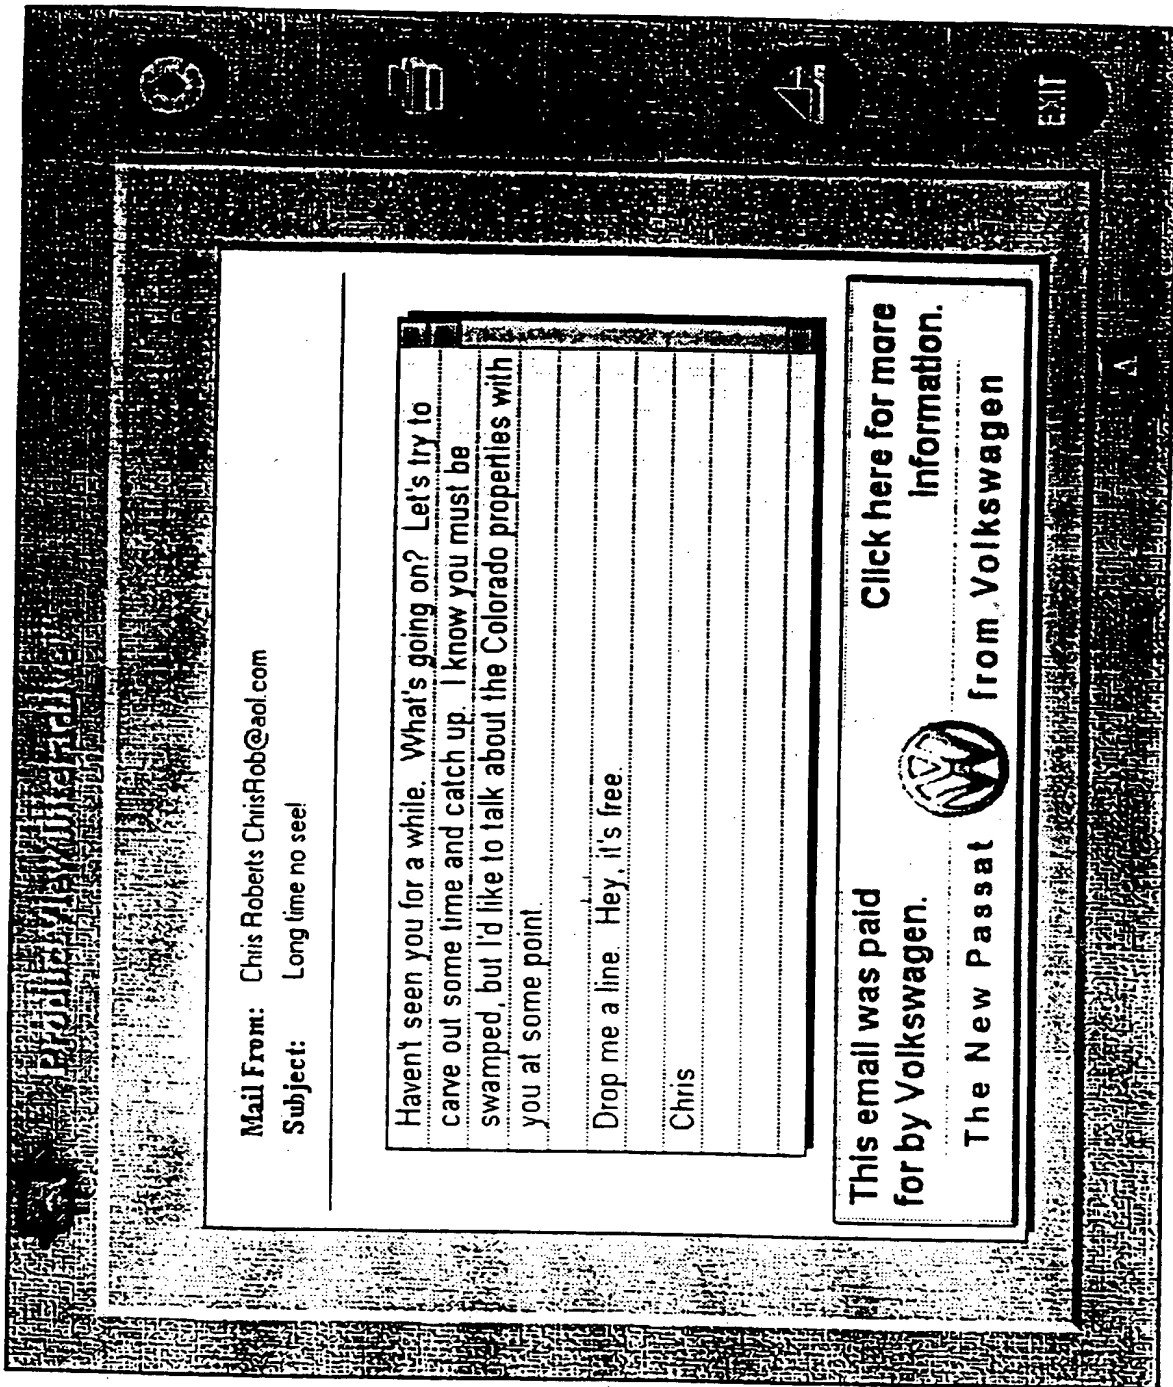 Mail From: Chris Roberts ChrisRob@aol.com
Subject: Long time no see!
Haven't seen you for a while. What's going on? Let's try to
carve out some time and catch up. I know you must be
swamped, but I'd like to talk about the Colorado properties with
you at some point.
Drop me a line. Hey, it's free.
Chris
This email was paid
for by Volkswagen.
Click here for more
Information.
The New Passat from Volkswagen
EXIT